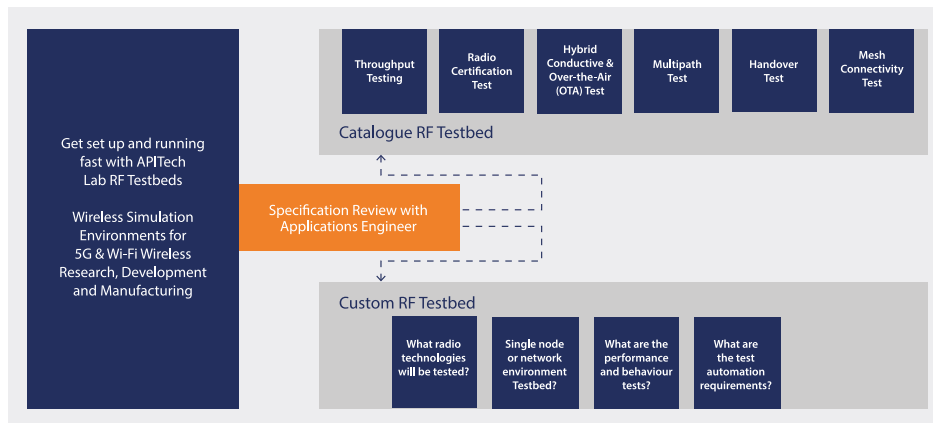 Get set up and running
fast with APITech
Lab RF Testbeds
Wireless Simulation
Environments for
5G & Wi-Fi Wireless
Research, Development
and Manufacturing
Specification Review with
Applications Engineer
Throughput
Testing
Radio
Certification
Test
Hybrid
Conductive &
Over-the-Air
(OTA) Test
Multipath
Test
Handover
Test
Mesh
Connectivity
Test
Catalogue RF Testbed
Custom RF Testbed
What radio
technologies
will be tested?
Single node
or network
environment
Testbed?
What are the
performance
and behaviour
tests?
What are
the test
automation
requirements?